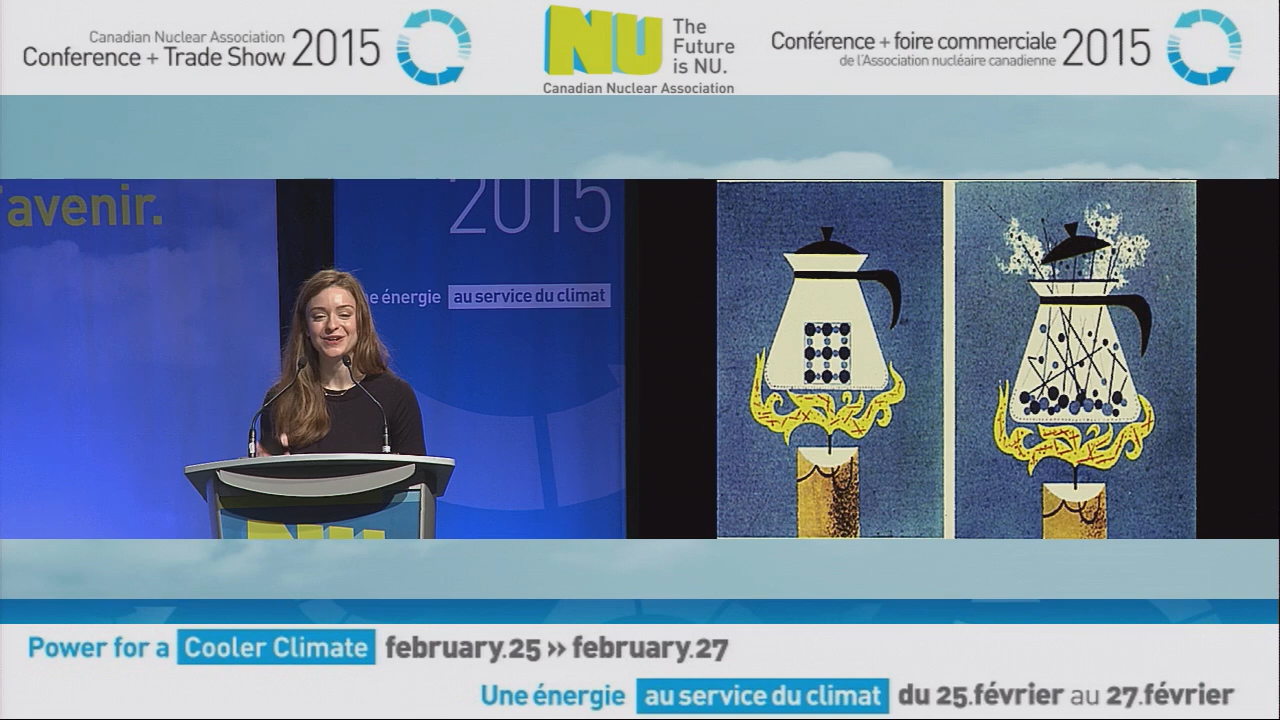 Canadian Nuclear Association
Conference + Trade Show 2015
NU
The
Future
is NU.
Canadian Nuclear Association
Conférence + foire commerciale 2015
de l'Association nucléaire canadienne
'avenir.
2015
ne énergie au service du climat
NU
Power for a Cooler Climate february.25 >> february.27
Une énergie au service du climat du 25.février au 27.février